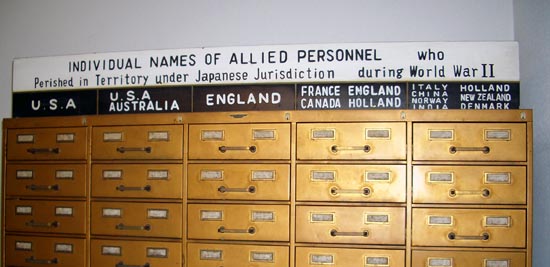 INDIVIDUAL NAMES OF ALLIED PERSONNEL who
Perished in Territory under Japanese Jurisdiction during World War II
U.S.A
U.S.A
AUSTRALIA
ENGLAND
FRANCE ENGLAND
CANADA HOLLAND
ITALY HOLLAND
CHINA NEW ZEALAND
NORWAY DENMARK
INDIA